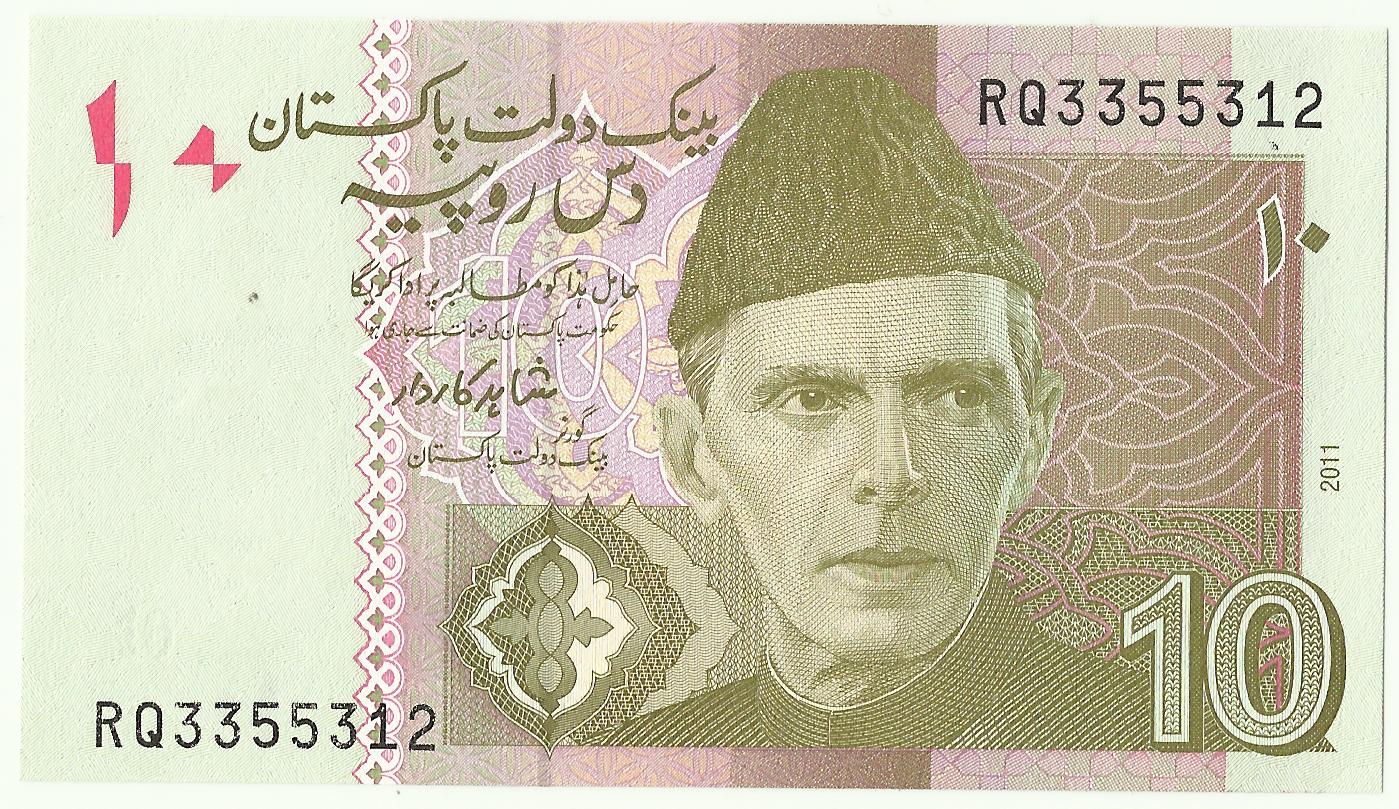 RQ3355312
بینک دولت پاکستان
دس روپیہ
۱۰
۱۰
حامل ہذا کو مطالبہ پر ادا کریگا
حکومت پاکستان کی ضمانت سے جاری ہوا
شاہد کاردار
گورنر
بینک دولت پاکستان
10
2011
10
RQ3355312